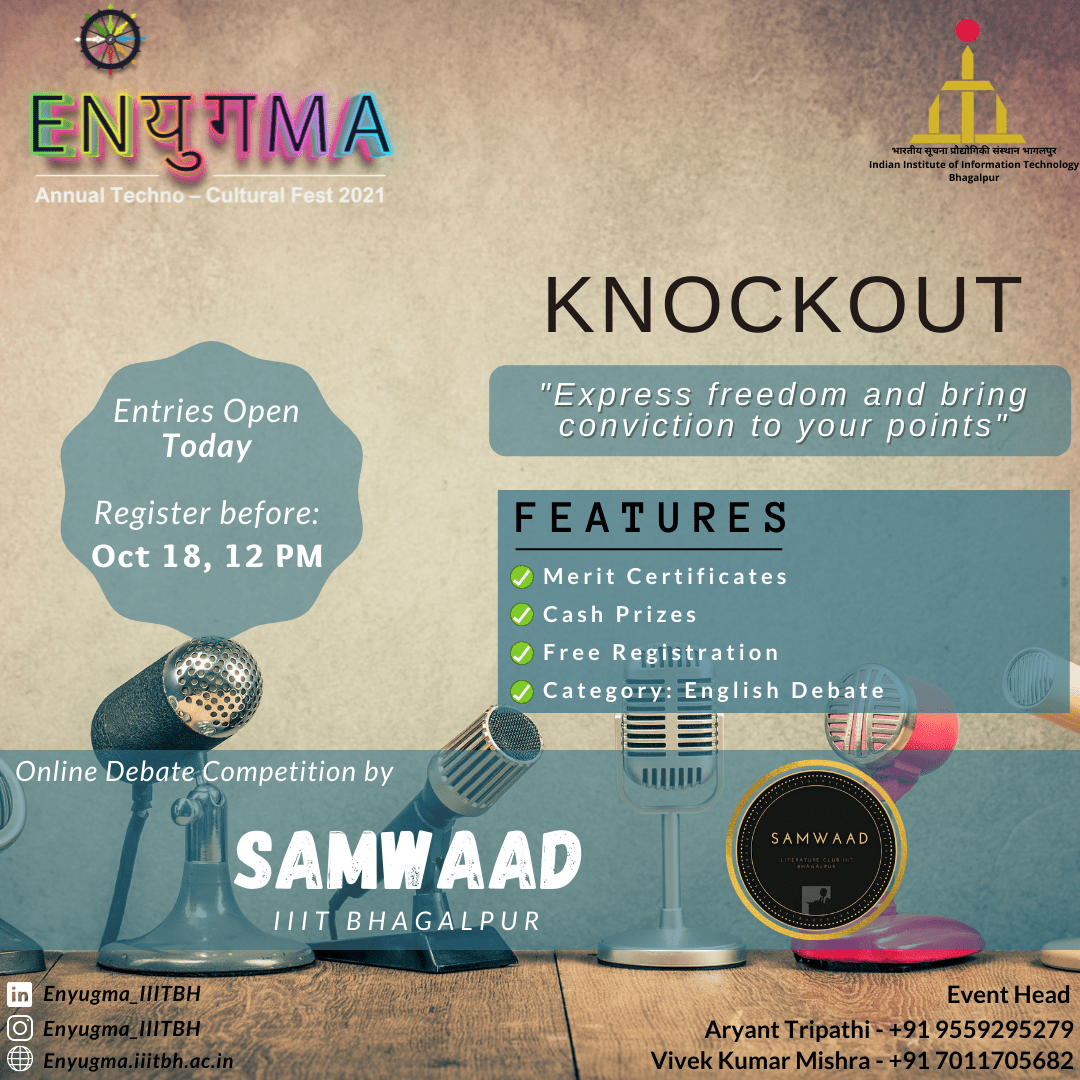 ENयुगMA
Annual Techno – Cultural Fest 2021
भारतीय सूचना प्रौद्योगिकी संस्थान भागलपुर
Indian Institute of Information Technology
Bhagalpur
KNOCKOUT
"Express freedom and bring
conviction to your points"
Entries Open
Today
Register before:
Oct 18, 12 PM
FEATURES
Merit Certificates
Cash Prizes
Free Registration
Category: English Debate
Online Debate Competition by
SAMWAAD
IIIT BHAGALPUR
SAMWAAD
LITERATURE CLUB IIIT
BHAGALPUR
in Enyugma_IIITBH
Enyugma_IIITBH
Enyugma.iiitbh.ac.in
Event Head
Aryant Tripathi - +91 9559295279
Vivek Kumar Mishra - +91 7011705682